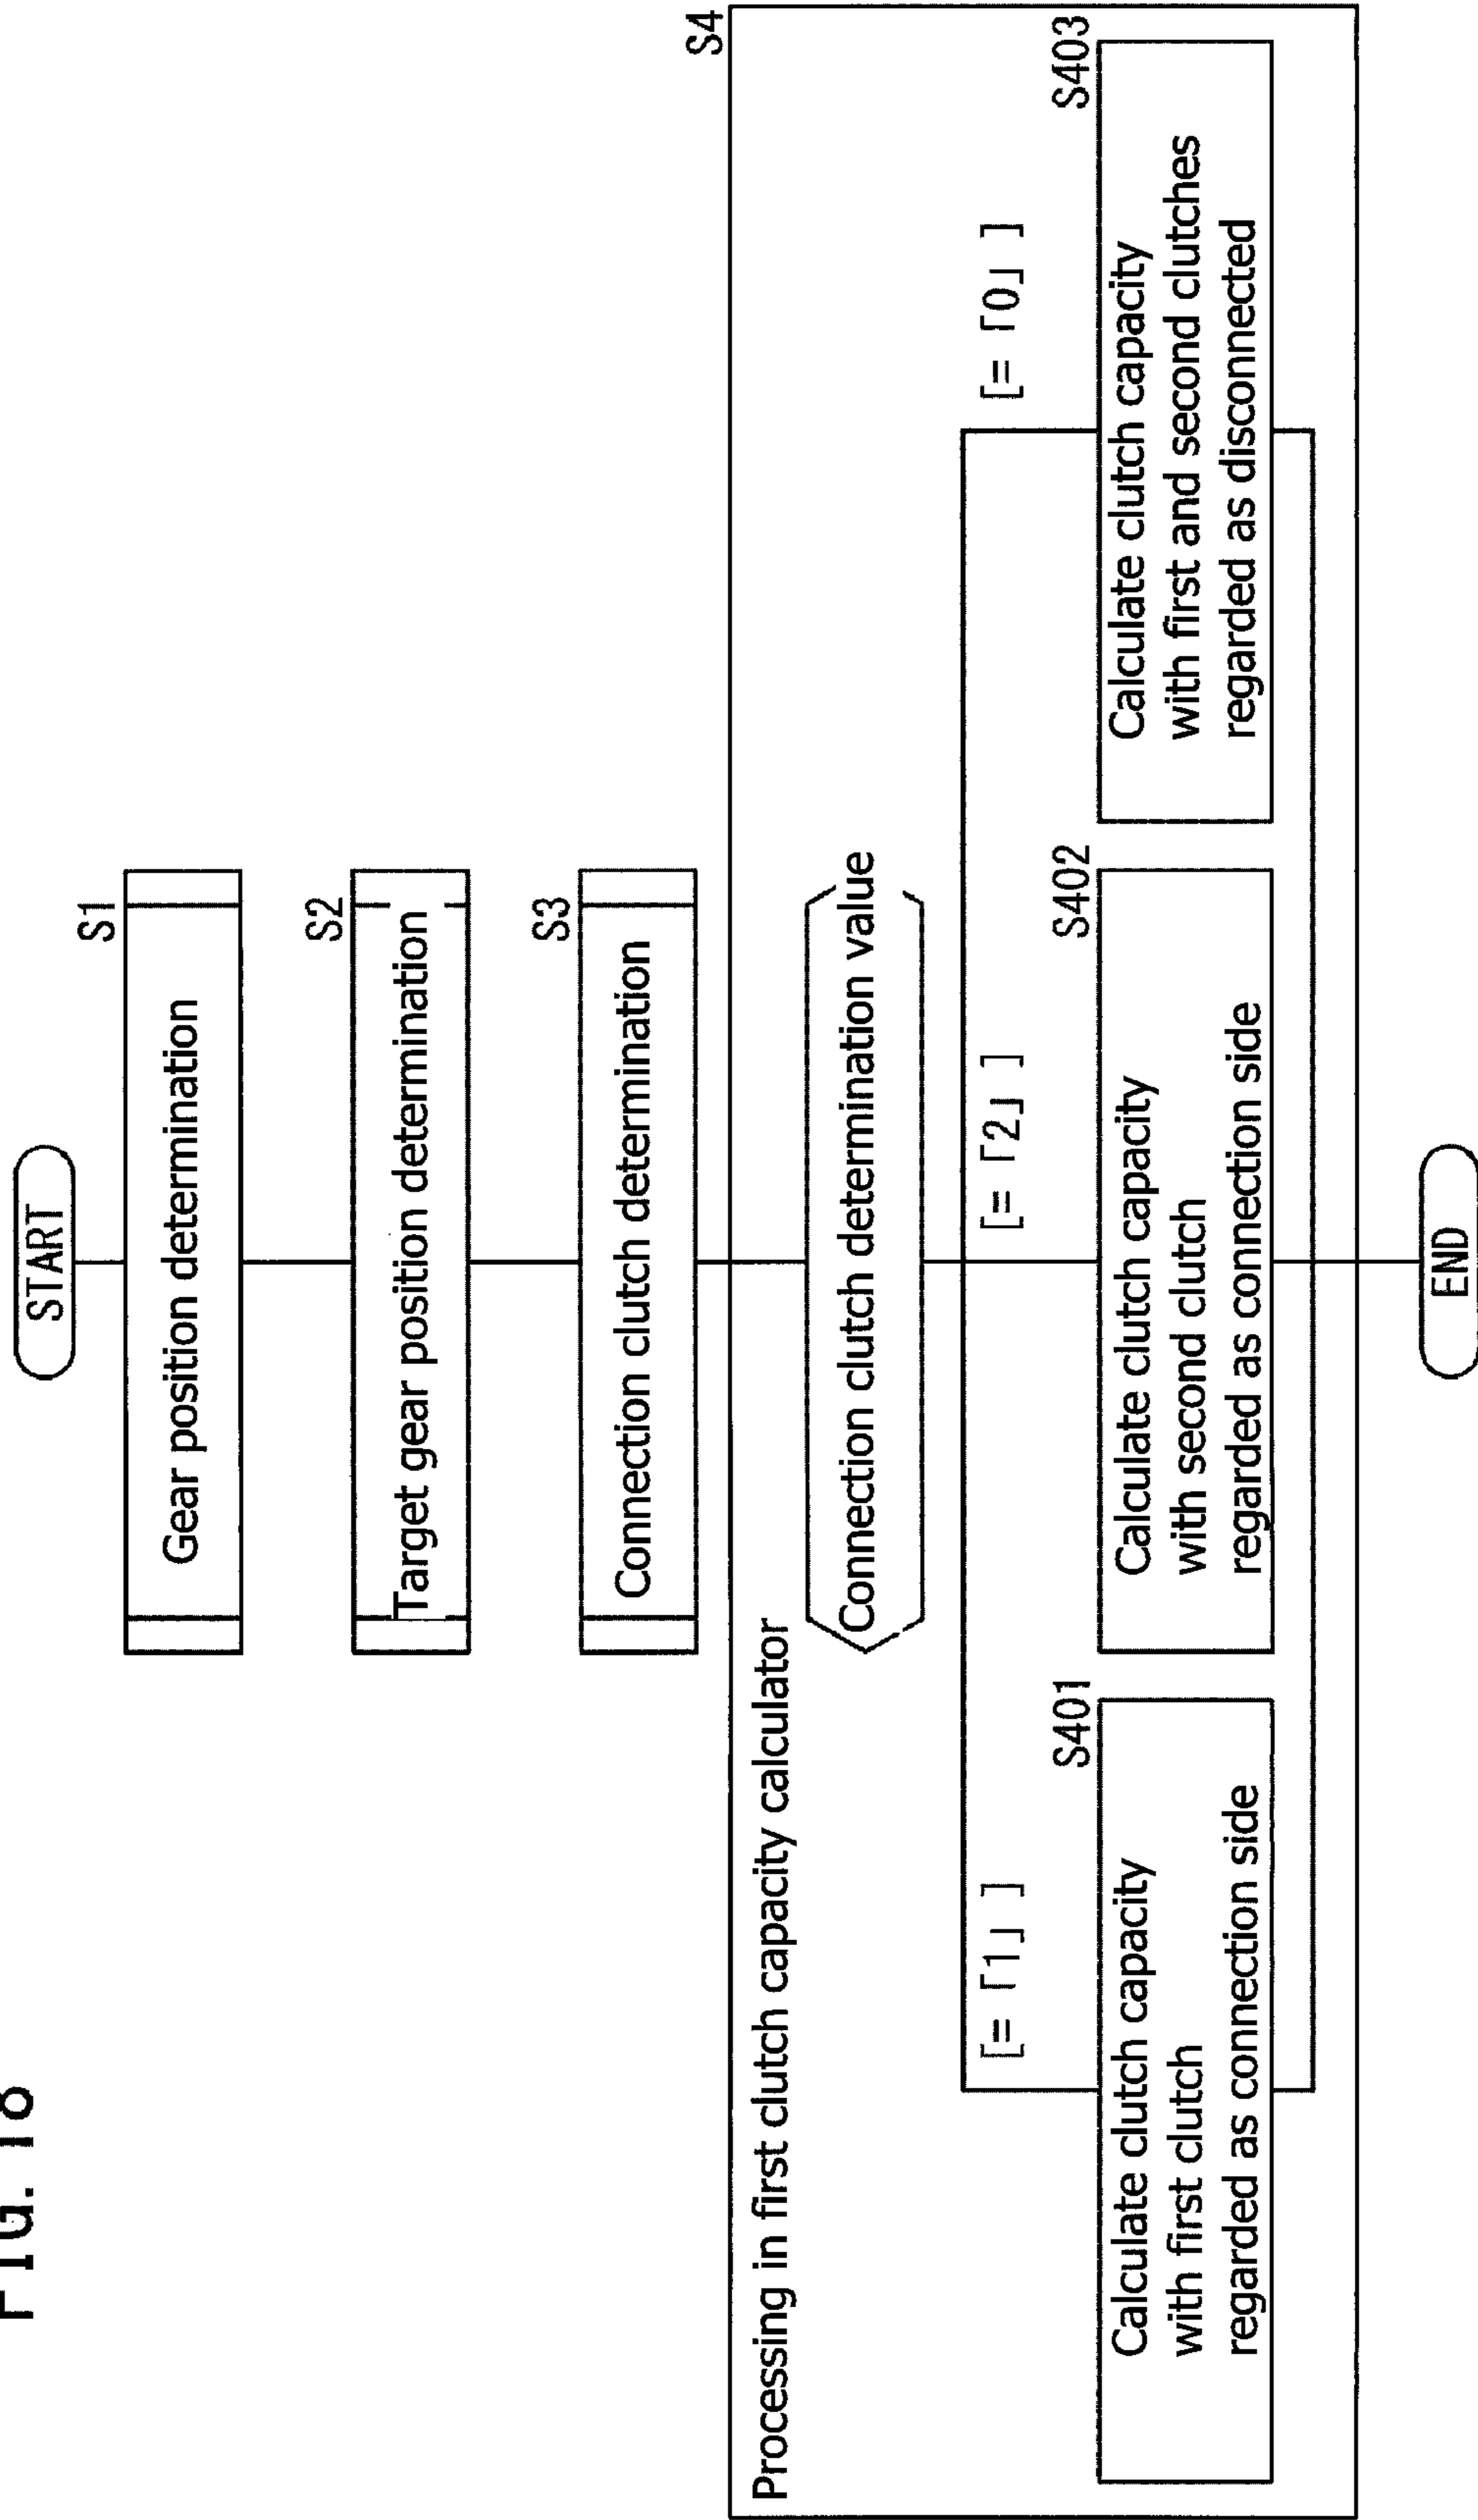 FIG. 18
START
S1
Gear position determination
S2
Target gear position determination
S3
Connection clutch determination
S4
Processing in first clutch capacity calculator
Connection clutch determination value
[= 「1」 ]
[= 「2」 ]
[= 「0」 ]
S401
Calculate clutch capacity
with first clutch
regarded as connection side
S402
Calculate clutch capacity
with second clutch
regarded as connection side
S403
Calculate clutch capacity
with first and second clutches
regarded as disconnected
END